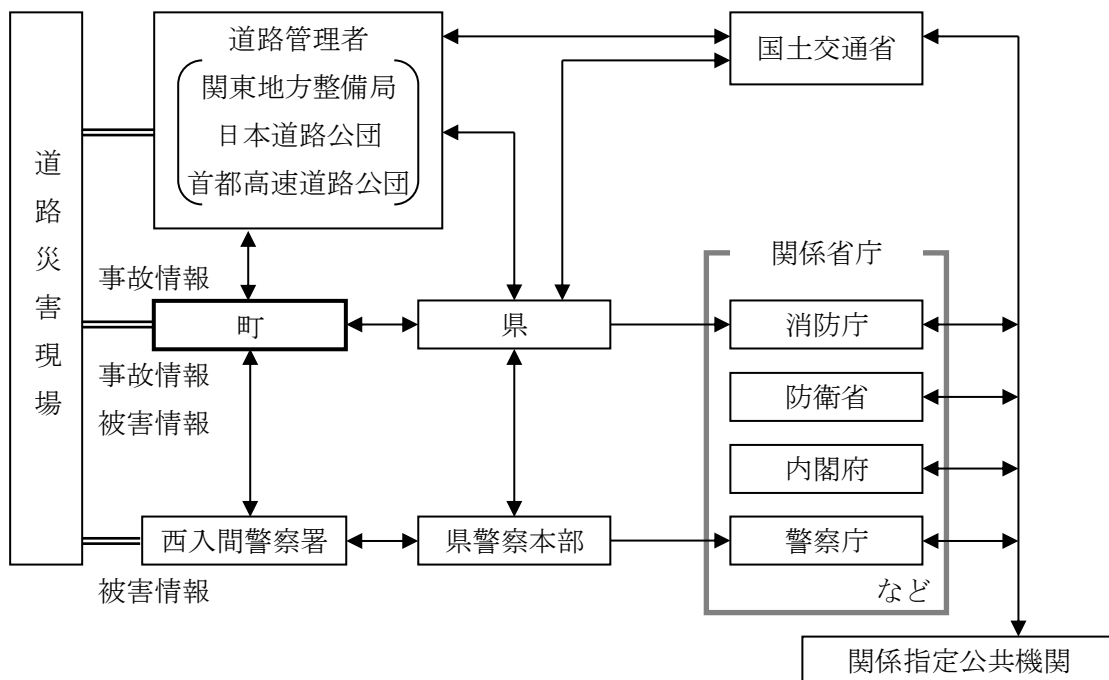 道路災害現場
道路管理者
関東地方整備局
日本道路公団
首都高速道路公団
国土交通省
事故情報
町
県
事故情報
被害情報
関係省庁
消防庁
防衛省
内閣府
警察庁
など
西入間警察署
県警察本部
被害情報
関係指定公共機関